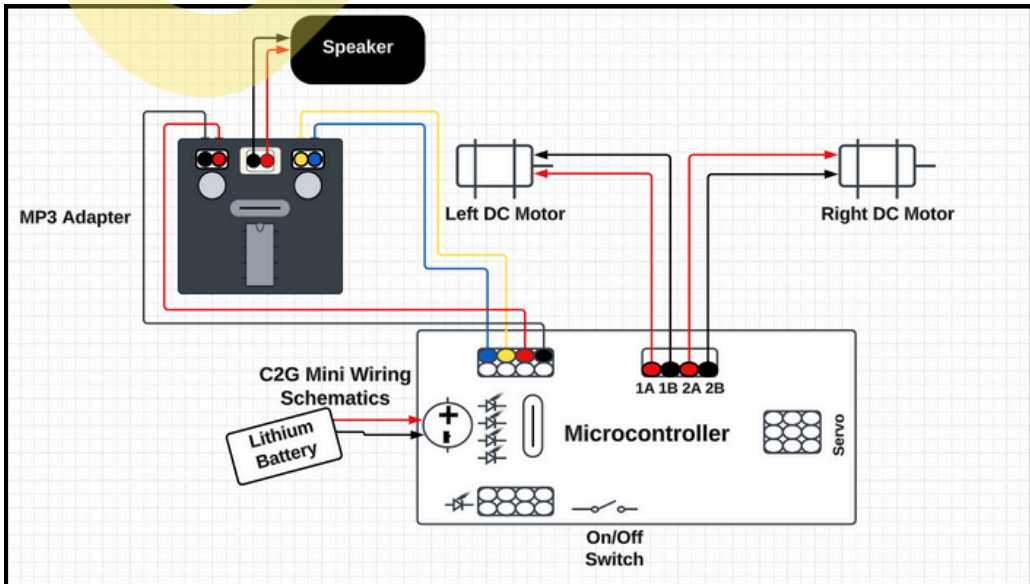 Speaker
MP3 Adapter
Left DC Motor
Right DC Motor
C2G Mini Wiring
Schematics
1A 1B 2A 2B
Lithium
Battery
+
-
Microcontroller
Servo
On/Off
Switch